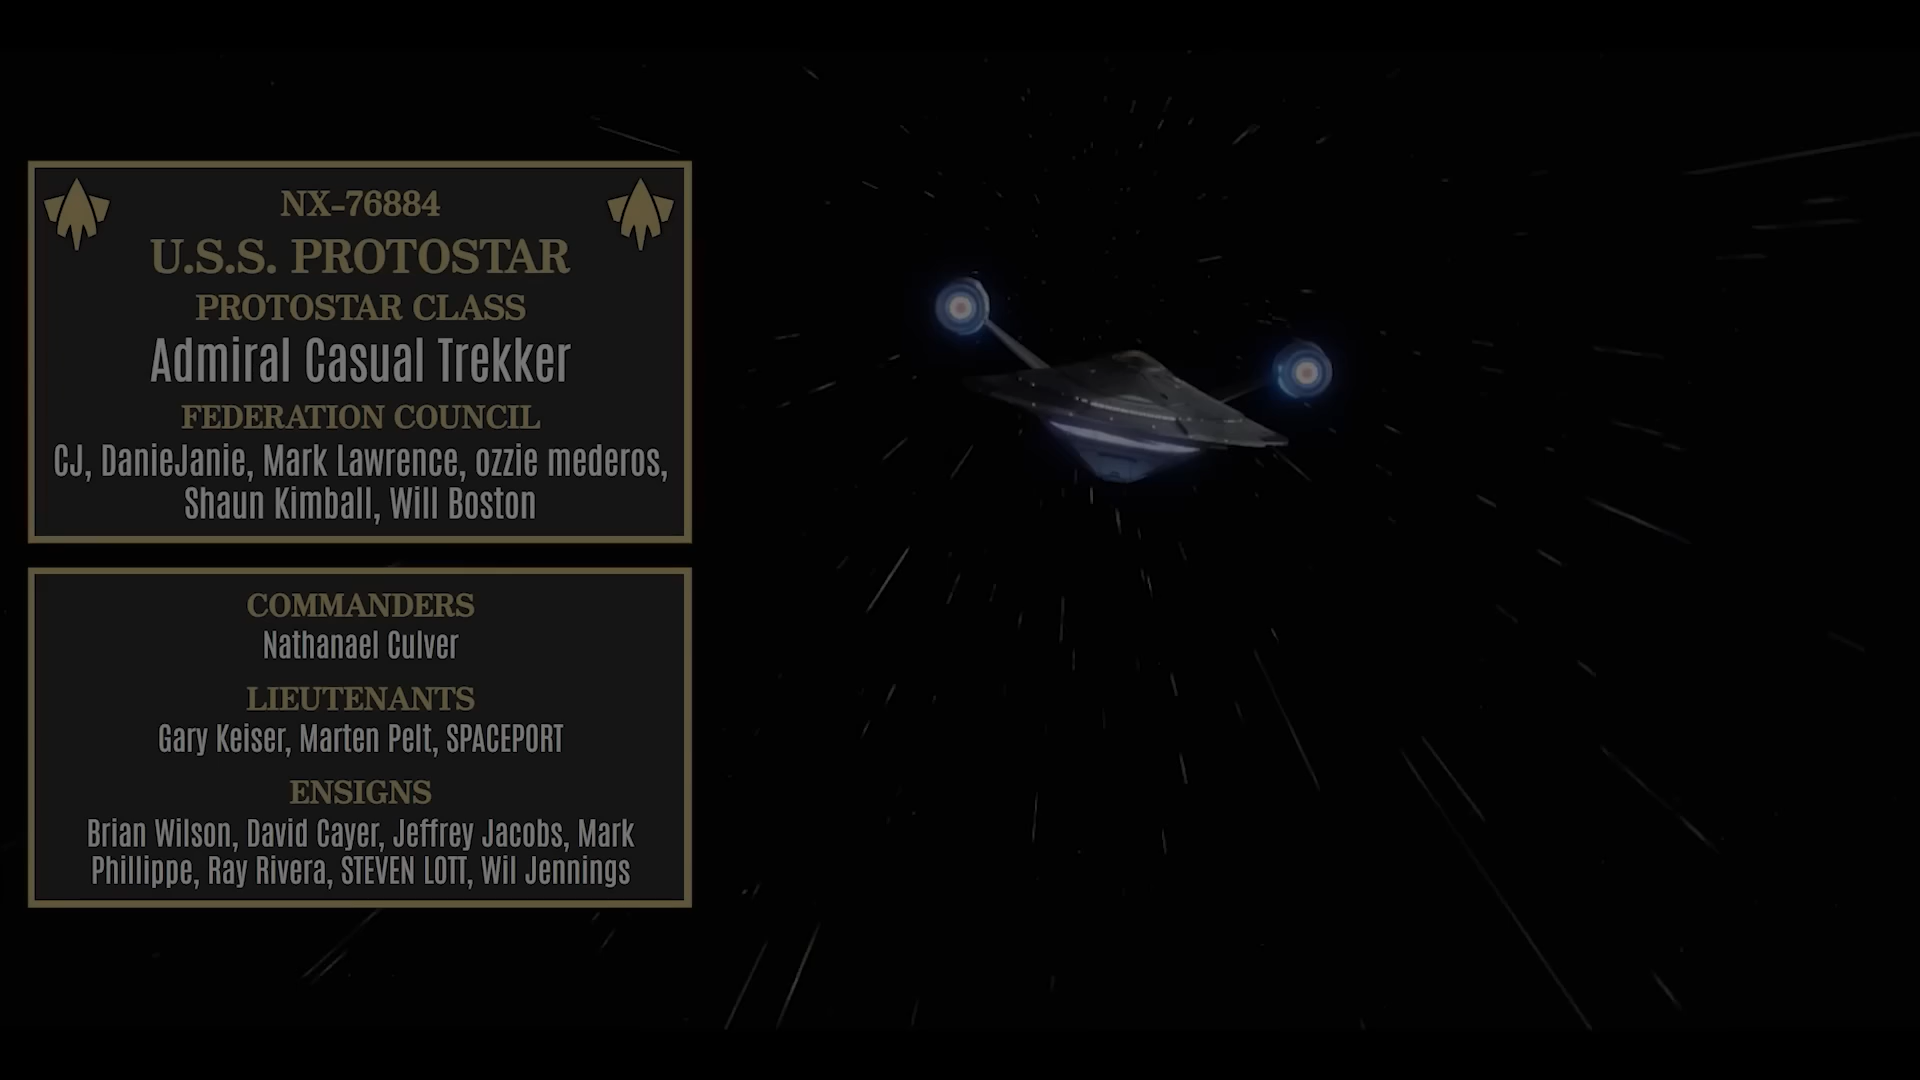 NX-76884
U.S.S. PROTOSTAR
PROTOSTAR CLASS
Admiral Casual Trekker
FEDERATION COUNCIL
CJ, DanieJanie, Mark Lawrence, ozzie mederos,
Shaun Kimball, Will Boston
COMMANDERS
Nathanael Culver
LIEUTENANTS
Gary Keiser, Marten Pelt, SPACEPORT
ENSIGNS
Brian Wilson, David Cayer, Jeffrey Jacobs, Mark
Phillippe, Ray Rivera, STEVEN LOTT, Wil Jennings